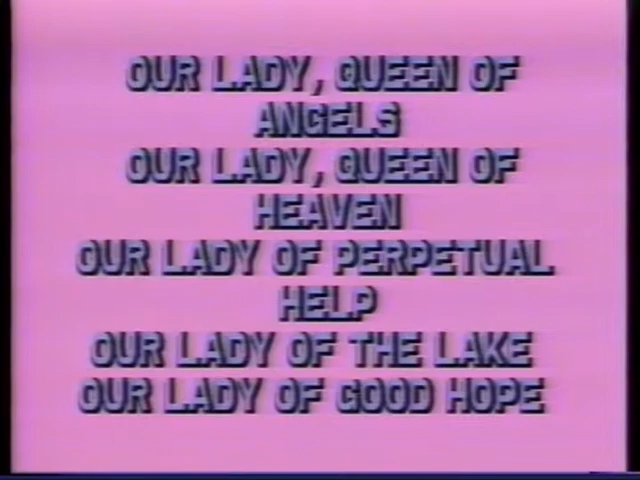 OUR LADY, QUEEN OF
ANGELS
OUR LADY, QUEEN OF
HEAVEN
OUR LADY OF PERPETUAL
HELP
OUR LADY OF THE LAKE
OUR LADY OF GOOD HOPE